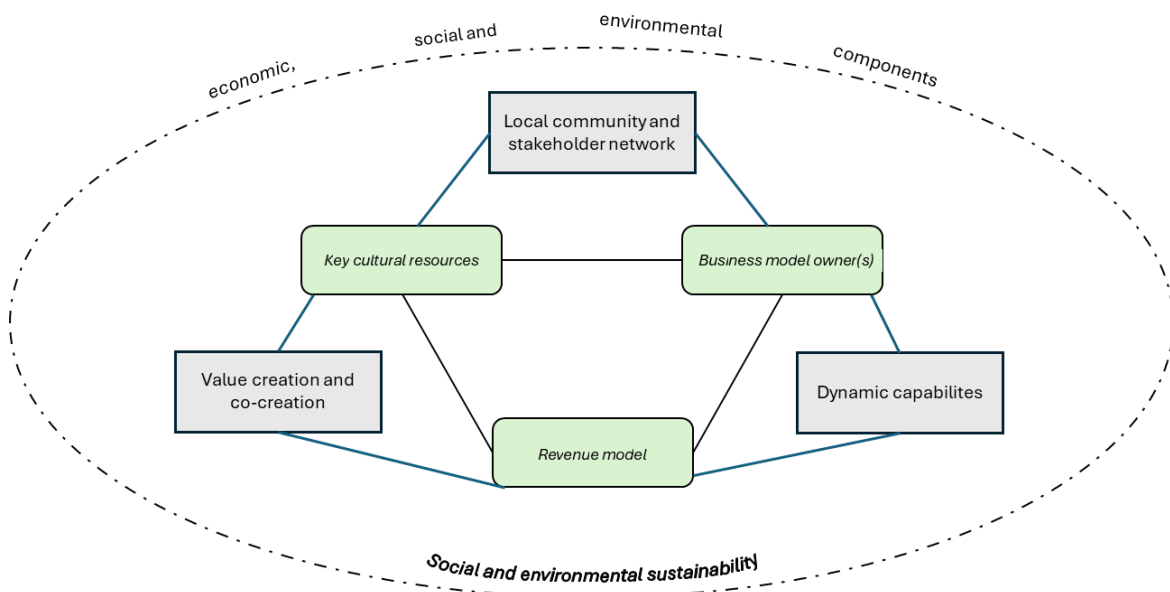 economic, social and environmental components
Local community and
stakeholder network
Key cultural resources
Business model owner(s)
Value creation and
co-creation
Dynamic capabilites
Revenue model
Social and environmental sustainability